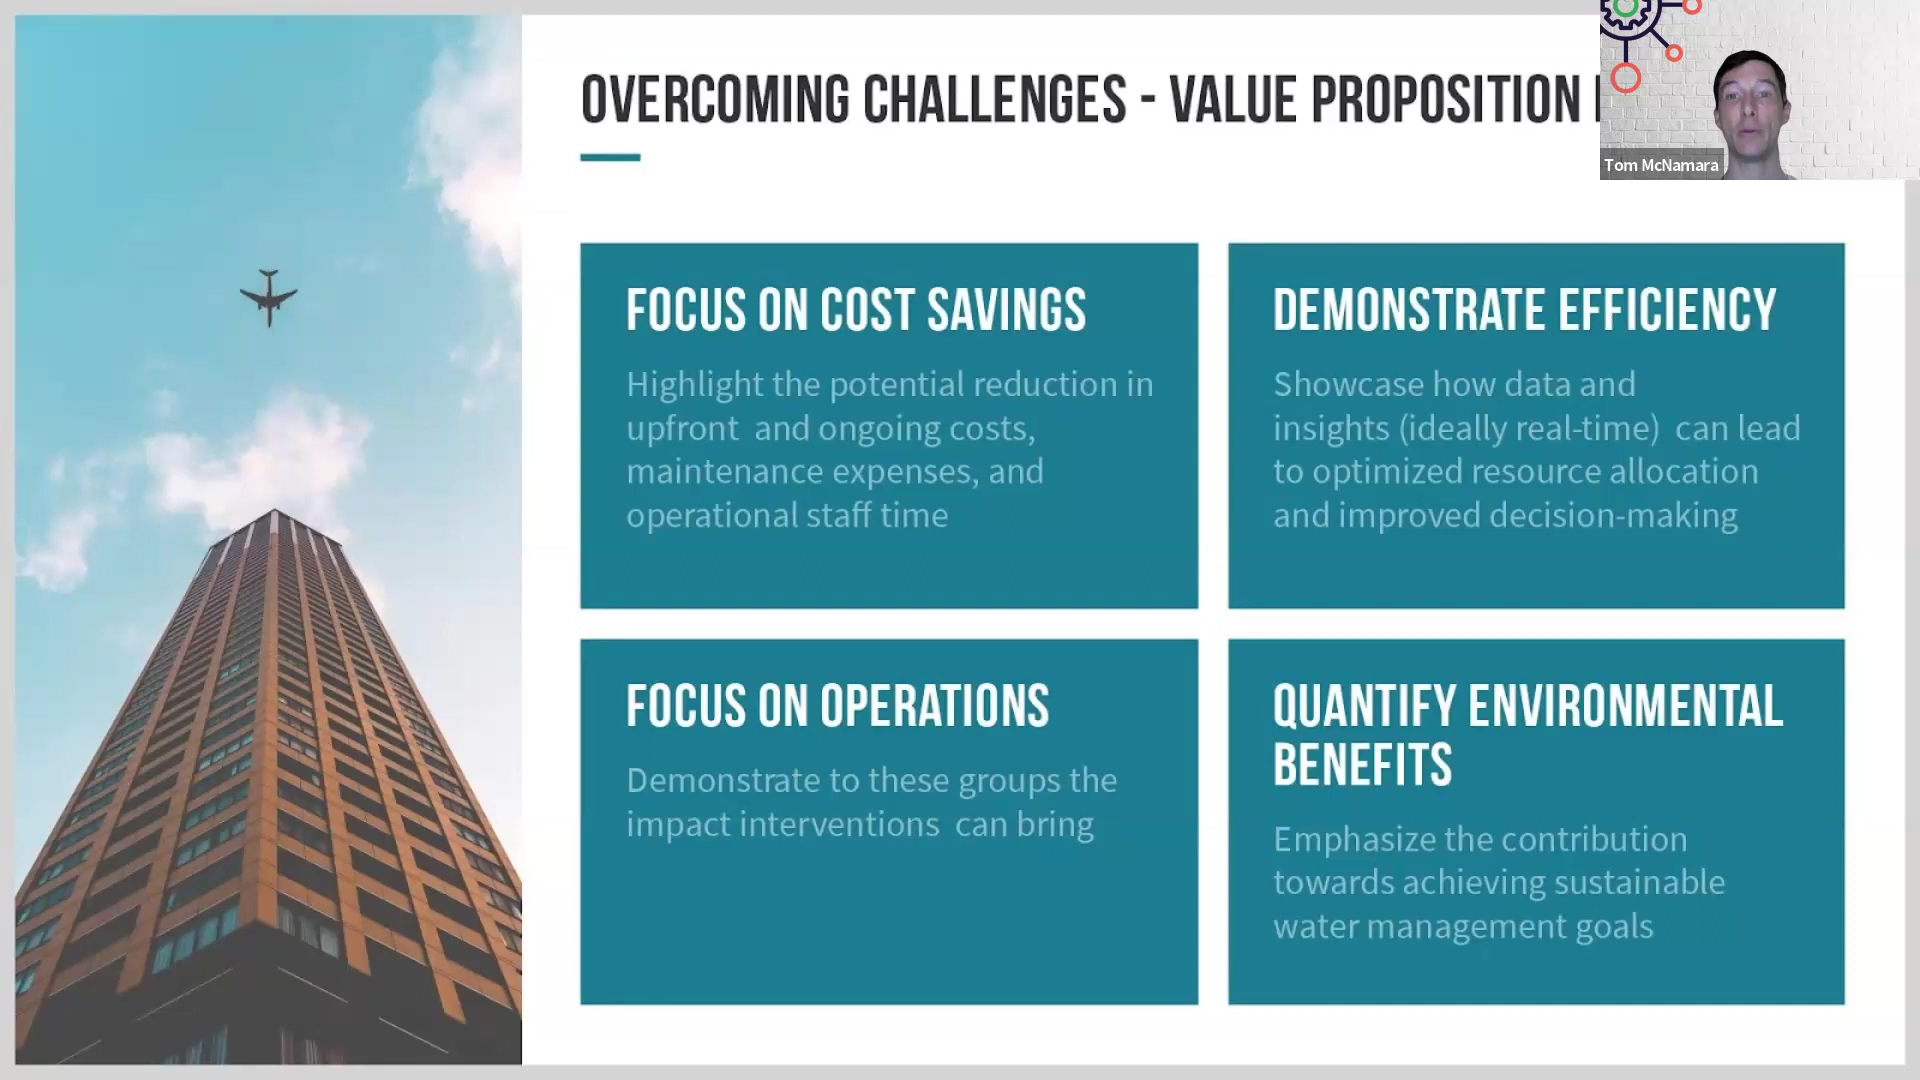 OVERCOMING CHALLENGES - VALUE PROPOSITION
Tom McNamara
FOCUS ON COST SAVINGS
Highlight the potential reduction in
upfront and ongoing costs,
maintenance expenses, and
operational staff time
DEMONSTRATE EFFICIENCY
Showcase how data and
insights (ideally real-time) can lead
to optimized resource allocation
and improved decision-making
FOCUS ON OPERATIONS
Demonstrate to these groups the
impact interventions can bring
QUANTIFY ENVIRONMENTAL
BENEFITS
Emphasize the contribution
towards achieving sustainable
water management goals